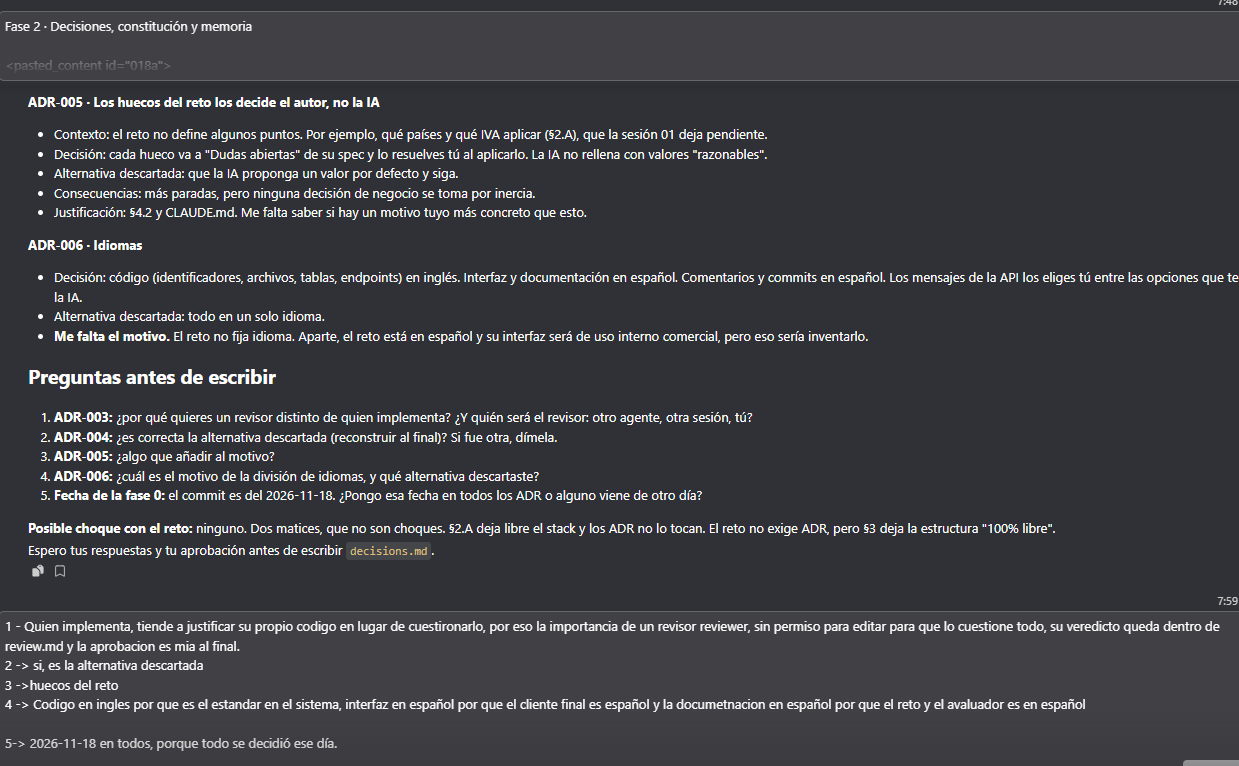 7:48
Fase 2 · Decisiones, constitución y memoria
<pasted_content id="018a">
ADR-005 · Los huecos del reto los decide el autor, no la IA
• Contexto: el reto no define algunos puntos. Por ejemplo, qué países y qué IVA aplicar (§2.A), que la sesión 01 deja pendiente.
• Decisión: cada hueco va a "Dudas abiertas" de su spec y lo resuelves tú al aplicarlo. La IA no rellena con valores "razonables".
• Alternativa descartada: que la IA proponga un valor por defecto y siga.
• Consecuencias: más paradas, pero ninguna decisión de negocio se toma por inercia.
• Justificación: §4.2 y CLAUDE.md. Me falta saber si hay un motivo tuyo más concreto que esto.
ADR-006 · Idiomas
• Decisión: código (identificadores, archivos, tablas, endpoints) en inglés. Interfaz y documentación en español. Comentarios y commits en español. Los mensajes de la API los eliges tú entre las opciones que te
la IA.
• Alternativa descartada: todo en un solo idioma.
• Me falta el motivo. El reto no fija idioma. Aparte, el reto está en español y su interfaz será de uso interno comercial, pero eso sería inventarlo.
Preguntas antes de escribir
1. ADR-003: ¿por qué quieres un revisor distinto de quien implementa? ¿Y quién será el revisor: otro agente, otra sesión, tú?
2. ADR-004: ¿es correcta la alternativa descartada (reconstruir al final)? Si fue otra, dímela.
3. ADR-005: ¿algo que añadir al motivo?
4. ADR-006: ¿cuál es el motivo de la división de idiomas, y qué alternativa descartaste?
5. Fecha de la fase 0: el commit es del 2026-11-18. ¿Pongo esa fecha en todos los ADR o alguno viene de otro día?
Posible choque con el reto: ninguno. Dos matices, que no son choques. §2.A deja libre el stack y los ADR no lo tocan. El reto no exige ADR, pero §3 deja la estructura "100% libre".
Espero tus respuestas y tu aprobación antes de escribir decisions.md.
7:59
1 - Quien implementa, tiende a justificar su propio codigo en lugar de cuestironarlo, por eso la importancia de un revisor reviewer, sin permiso para editar para que lo cuestione todo, su veredicto queda dentro de
review.md y la aprobacion es mia al final.
2 -> si, es la alternativa descartada
3 ->huecos del reto
4 -> Codigo en ingles por que es el estandar en el sistema, interfaz en español por que el cliente final es español y la documetnacion en español por que el reto y el avaluador es en español
5-> 2026-11-18 en todos, porque todo se decidió ese día.